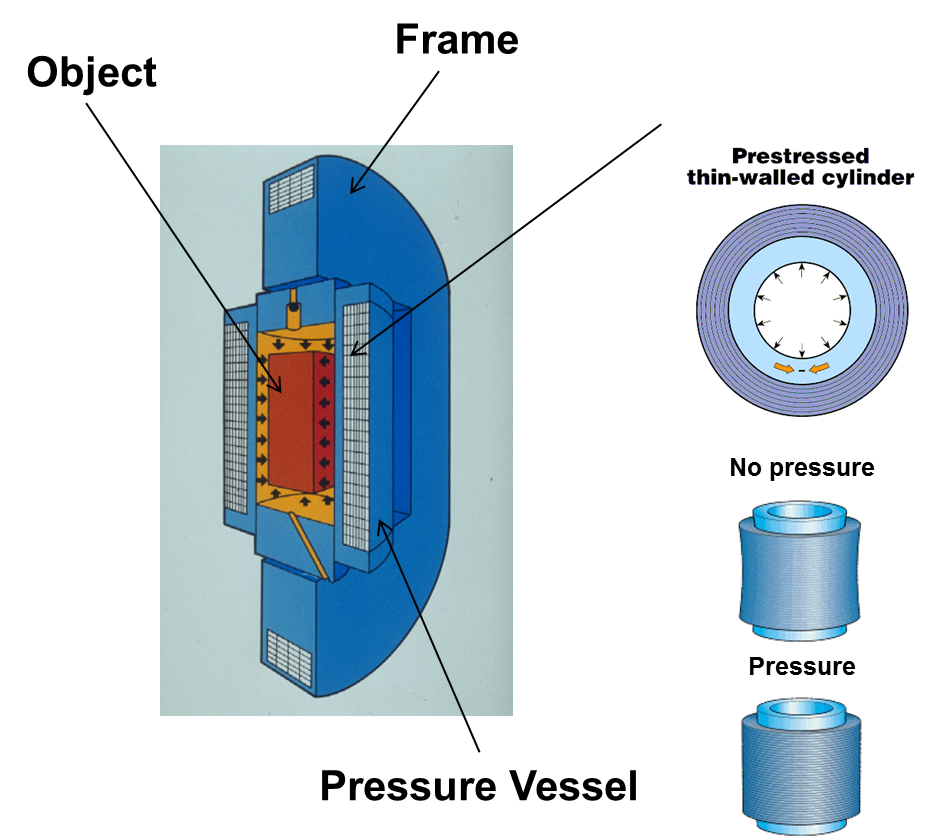 Frame
Object
Prestressed
thin-walled cylinder
No pressure
Pressure
Pressure Vessel